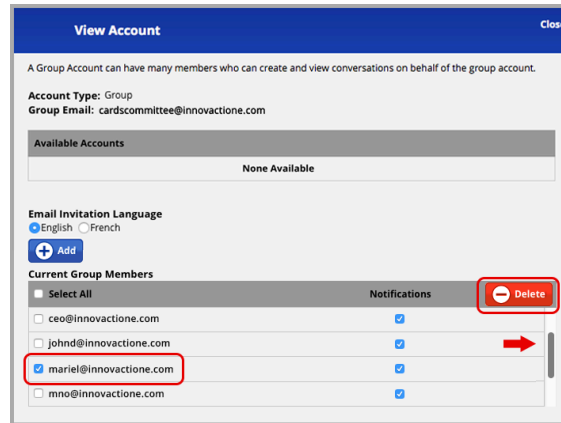 View Account
Close
A Group Account can have many members who can create and view conversations on behalf of the group account.
Account Type: Group
Group Email: cardscommittee@innovactione.com
Available Accounts
None Available
Email Invitation Language
English French
Add
Current Group Members
Select All Notifications Delete
ceo@innovactione.com
johnd@innovactione.com
mariel@innovactione.com
mno@innovactione.com